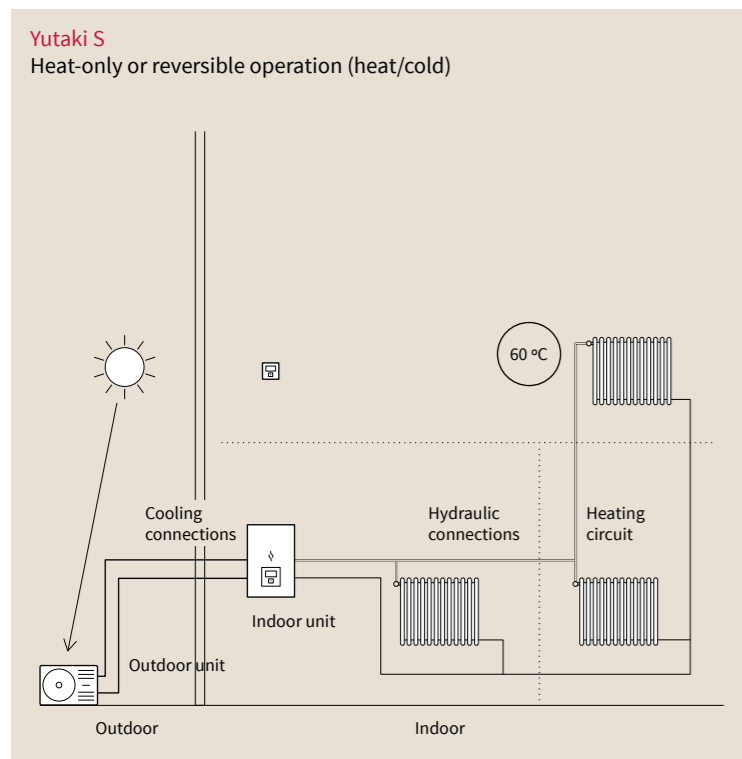 Yutaki S
Heat-only or reversible operation (heat/cold)
60 ºC
Cooling
connections
Hydraulic
connections
Heating
circuit
Indoor unit
Outdoor unit
Outdoor
Indoor